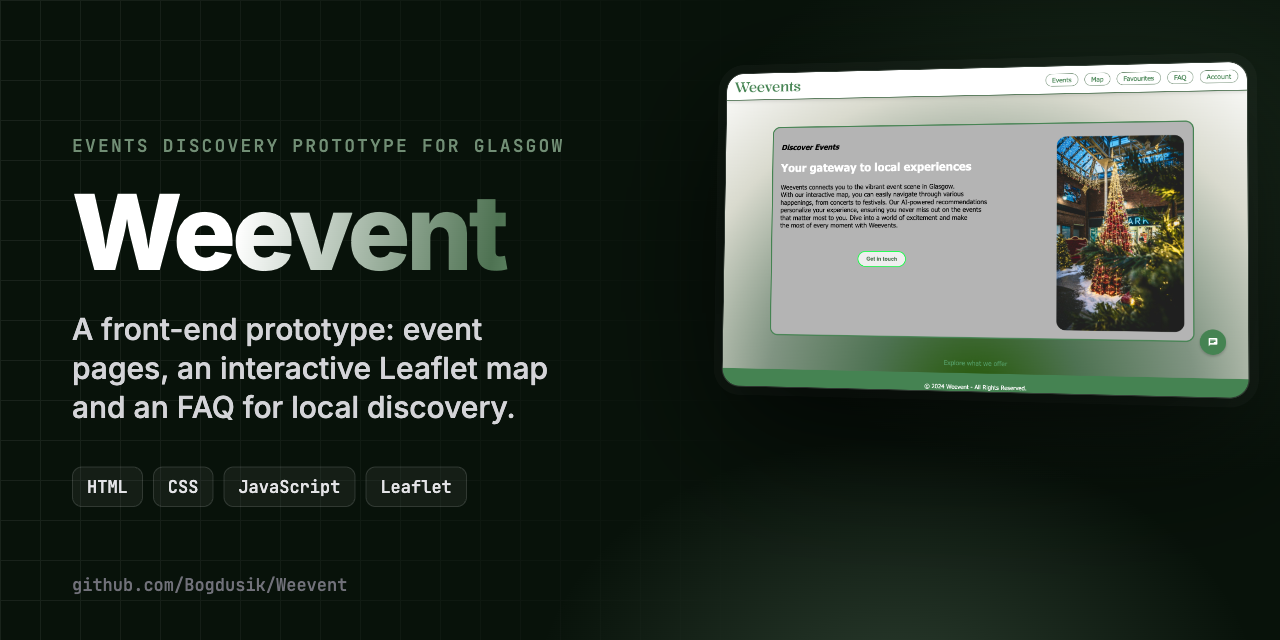 EVENTS DISCOVERY PROTOTYPE FOR GLASGOW
Weevent
A front-end prototype: event
pages, an interactive Leaflet map
and an FAQ for local discovery.
HTML CSS JavaScript Leaflet
github.com/Bogdusik/Weevent
Weevents
Events Map Favourites FAQ Account
Discover Events
Your gateway to local experiences
Weevents connects you to the vibrant event scene in Glasgow.
With our interactive map, you can easily navigate through various
happenings, from concerts to festivals. Our AI-powered recommendations
personalize your experience, ensuring you never miss out on the events
that matter most to you. Dive into a world of excitement and make
the most of every moment with Weevents.
Get in touch
Explore what we offer
© 2024 Weevent - All Rights Reserved.